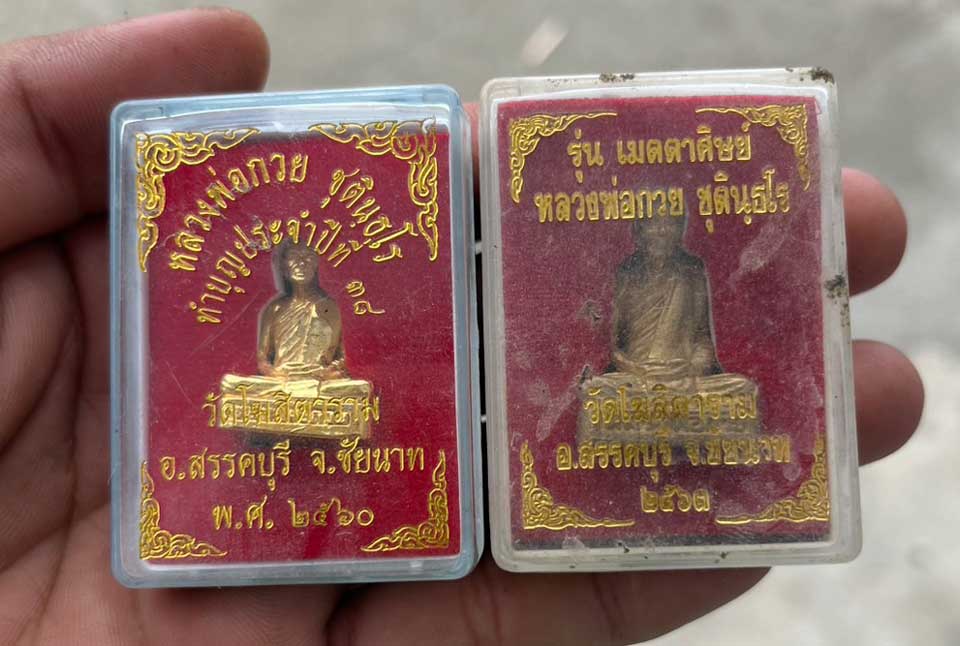 หลวงพ่อกวย ชุตินฺธโร
ทำบุญประจำปีที่ ๓๘
วัดโฆสิตาราม
อ.สรรคบุรี จ.ชัยนาท
พ.ศ. ๒๕๖๐
รุ่น เมตตาศิษย์
หลวงพ่อกวย ชุตินฺธโร
วัดโฆสิตาราม
อ.สรรคบุรี จ.ชัยนาท
๒๕๖๓